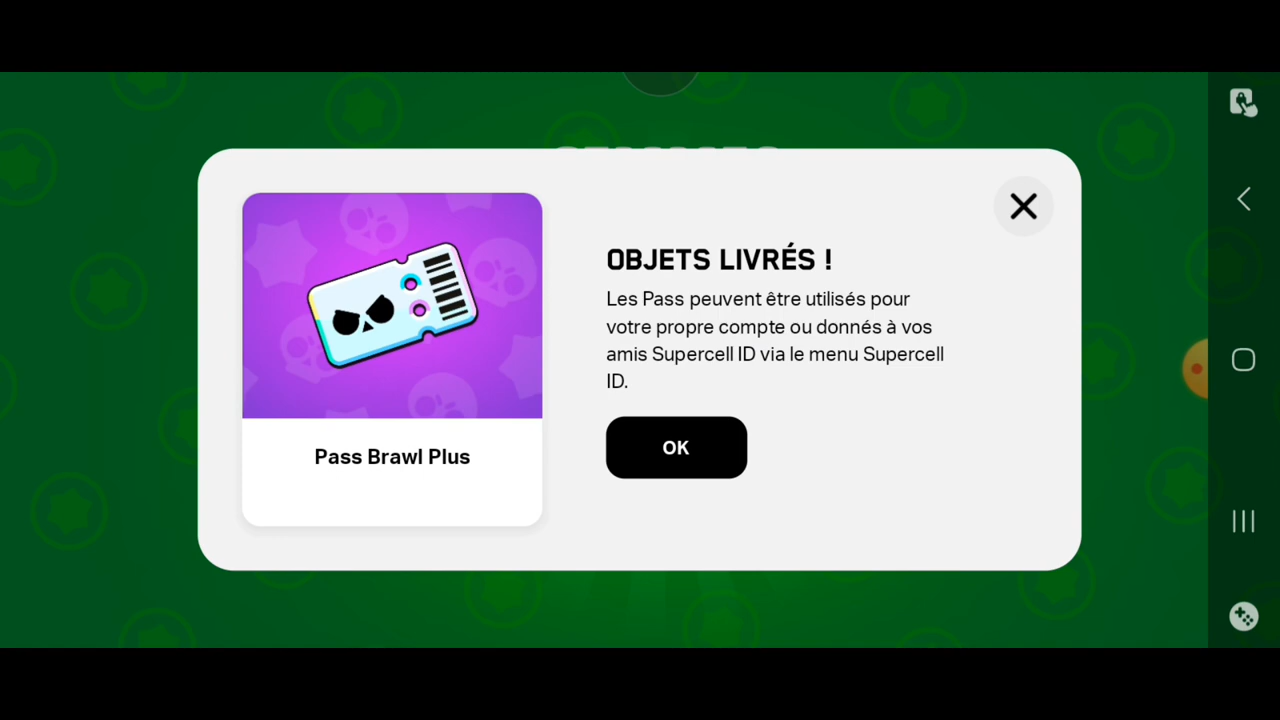 OBJETS LIVRÉS !
Les Pass peuvent être utilisés pour
votre propre compte ou donnés à vos
amis Supercell ID via le menu Supercell
ID.
OK
Pass Brawl Plus